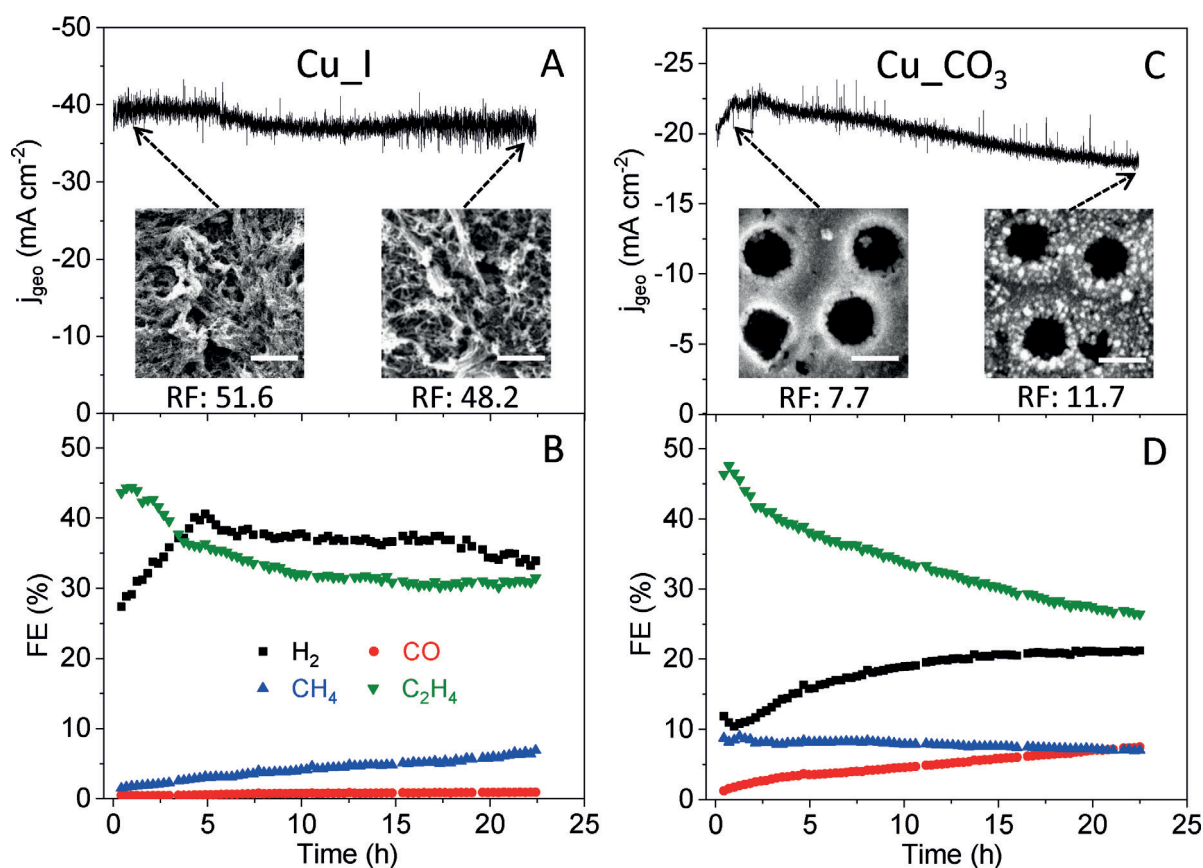 Cu_I
A
j_geo (mA cm⁻²)
-50
-40
-30
-20
-10
0
RF: 51.6
RF: 48.2
Cu_CO₃
C
j_geo (mA cm⁻²)
-25
-20
-15
-10
-5
0
RF: 7.7
RF: 11.7
B
FE (%)
50
40
30
20
10
0
H₂
CO
CH₄
C₂H₄
0 5 10 15 20 25
Time (h)
D
FE (%)
50
40
30
20
10
0
0 5 10 15 20 25
Time (h)